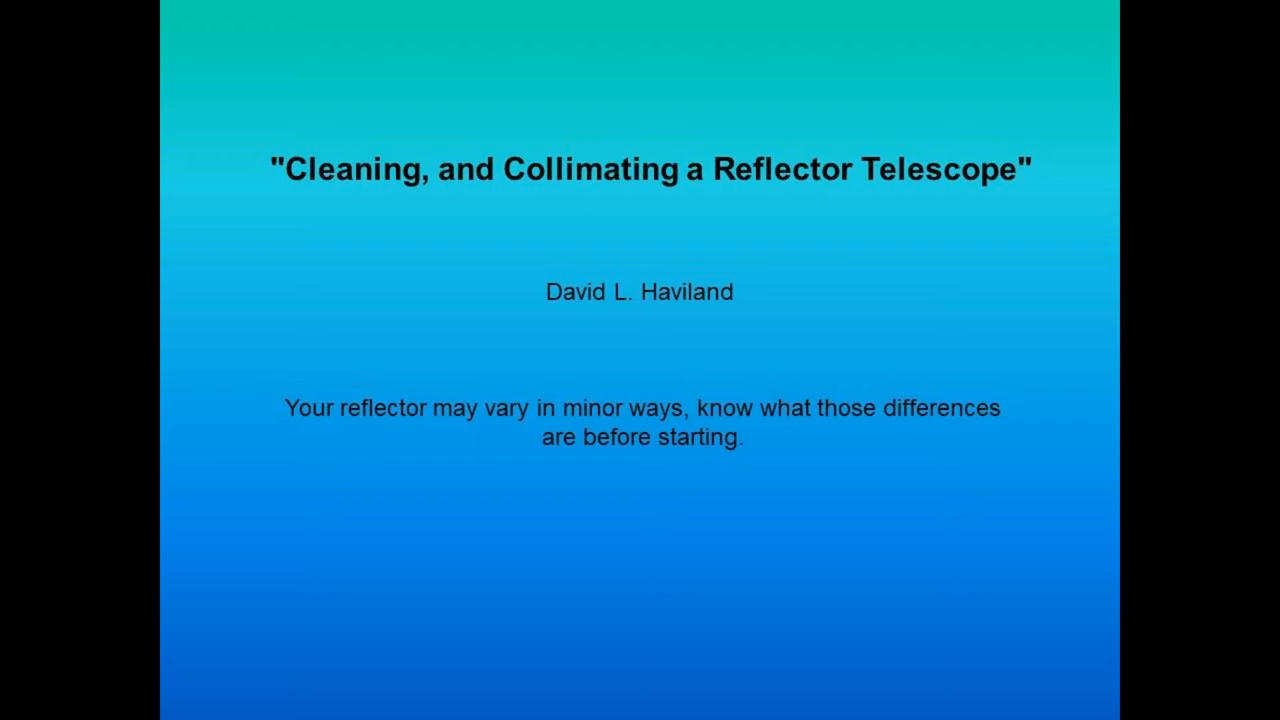 "Cleaning, and Collimating a Reflector Telescope"
David L. Haviland
Your reflector may vary in minor ways, know what those differences
are before starting.